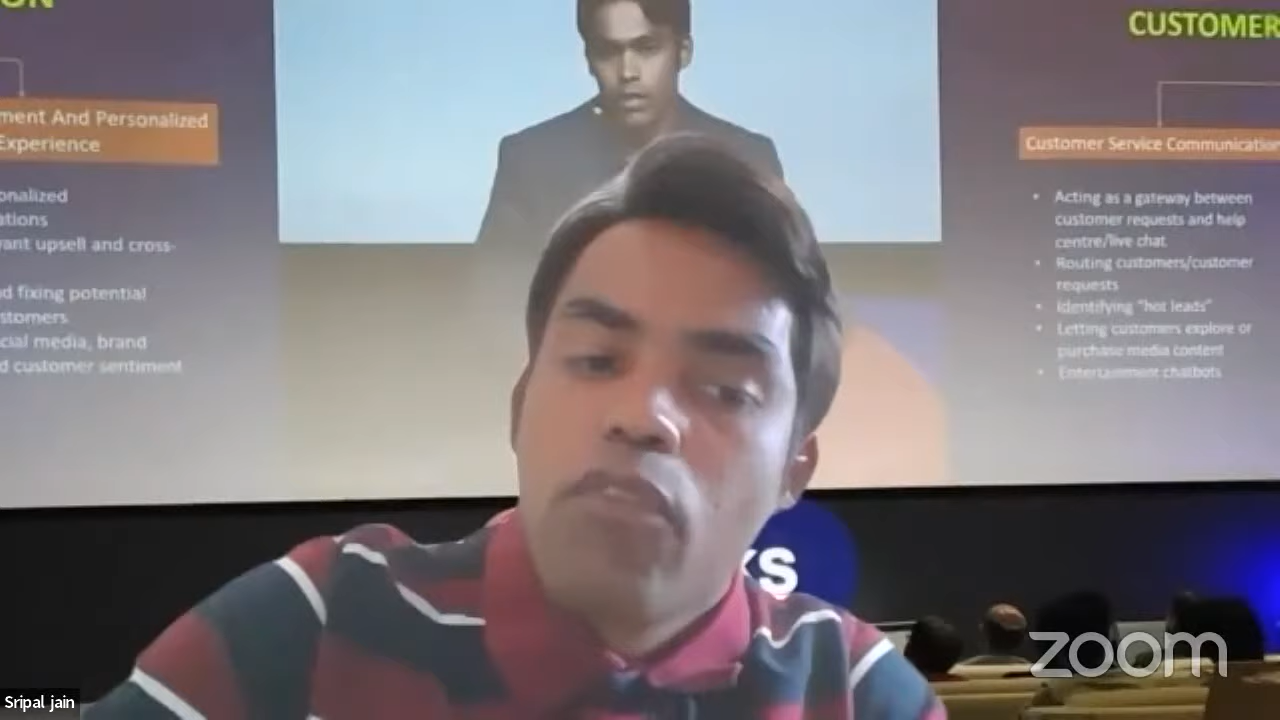 ON
ment And Personalized
Experience
onalized
ations
vant upsell and cross-
d fixing potential
stomers
cial media, brand
d customer sentiment
CUSTOMER
Customer Service Communication
• Acting as a gateway between
customer requests and help
centre/live chat
• Routing customers/customer
requests
• Identifying "hot leads"
• Letting customers explore or
purchase media content
• Entertainment chatbots
ks
zoom
Sripal jain